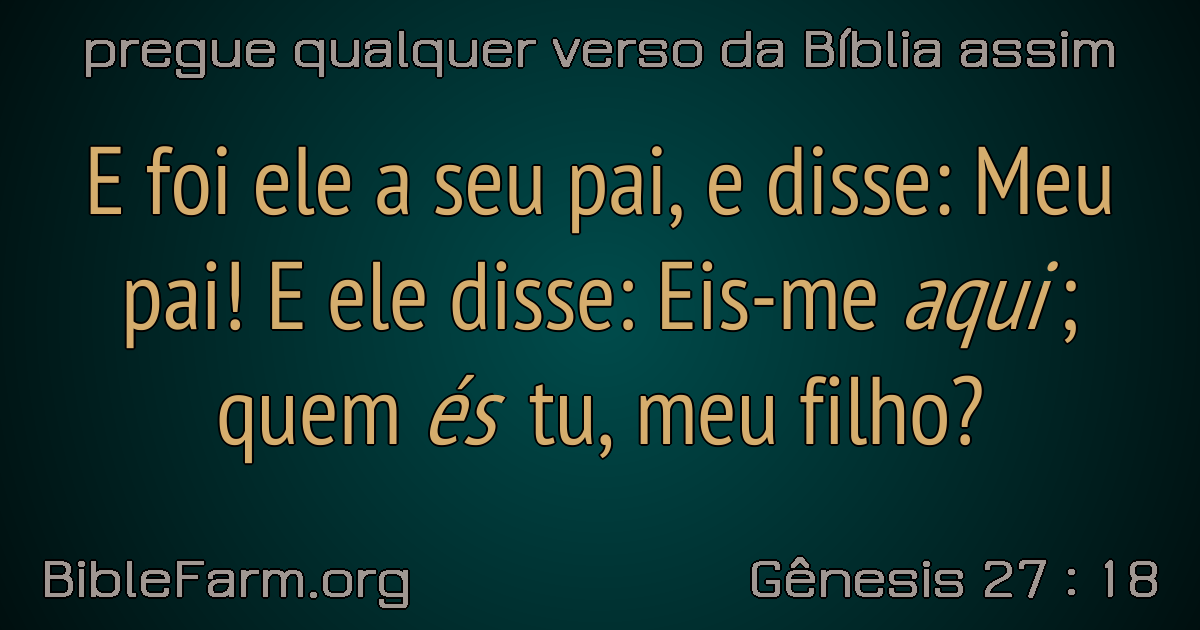 pregue qualquer verso da Bíblia assim
E foi ele a seu pai, e disse: Meu
pai! E ele disse: Eis-me aqui;
quem és tu, meu filho?
BibleFarm.org
Gênesis 27 : 18